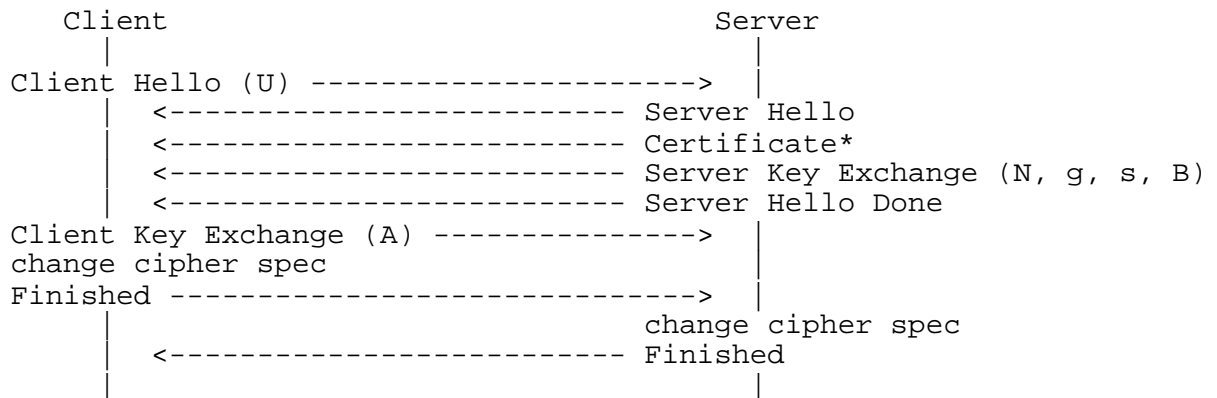 Client                                            Server
   |                                                 |
Client Hello (U) ----------------------> |
   |  <-------------------------- Server Hello
   |  <-------------------------- Certificate*
   |  <-------------------------- Server Key Exchange (N, g, s, B)
   |  <-------------------------- Server Hello Done
Client Key Exchange (A) ---------------> |
change cipher spec                         |
Finished ------------------------------> |
   |                              change cipher spec
   |  <-------------------------- Finished
   |                                                 |